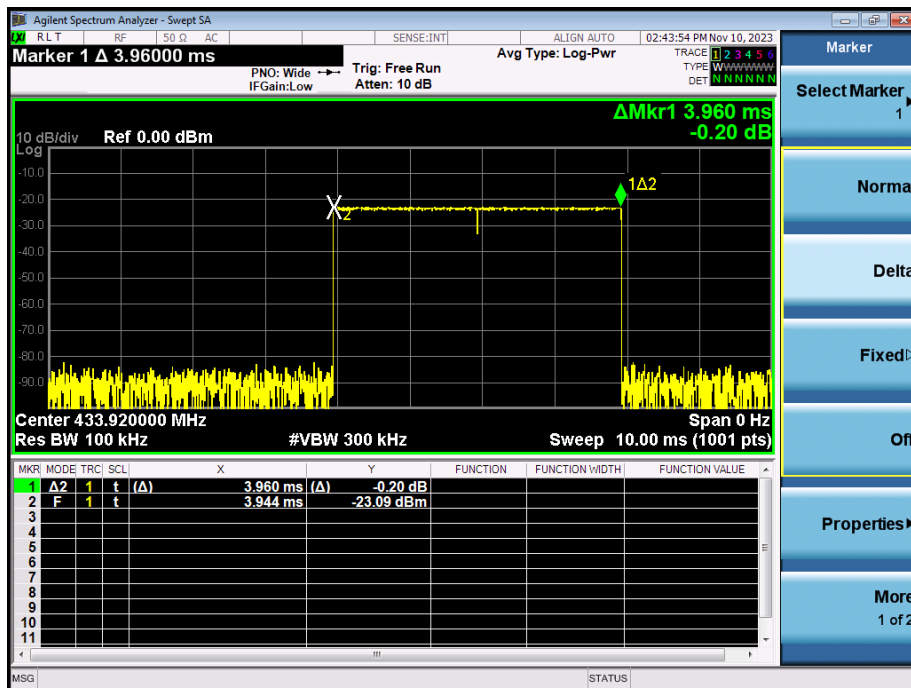 Agilent Spectrum Analyzer - Swept SA
LXI RLT RF 50 Ω AC SENSE:INT ALIGN AUTO 02:43:54 PM Nov 10, 2023
Marker 1 Δ 3.96000 ms
PNO: Wide
IFGain:Low
Trig: Free Run
Atten: 10 dB
Avg Type: Log-Pwr
TRACE 1 2 3 4 5 6
TYPE WWWWWW
DET N N N N N N
ΔMkr1 3.960 ms
-0.20 dB
10 dB/div Ref 0.00 dBm
Log
-10.0
-20.0
-30.0
-40.0
-50.0
-60.0
-70.0
-80.0
-90.0
2
1Δ2
Center 433.920000 MHz Span 0 Hz
Res BW 100 kHz #VBW 300 kHz Sweep 10.00 ms (1001 pts)
MKR MODE TRC SCL X Y FUNCTION FUNCTION WIDTH FUNCTION VALUE
1 Δ2 1 t (Δ) 3.960 ms (Δ) -0.20 dB
2 F 1 t 3.944 ms -23.09 dBm
3
4
5
6
7
8
9
10
11
MSG STATUS
Marker
Select Marker
1
Norma
Delta
Fixed
Off
Properties
More
1 of 2